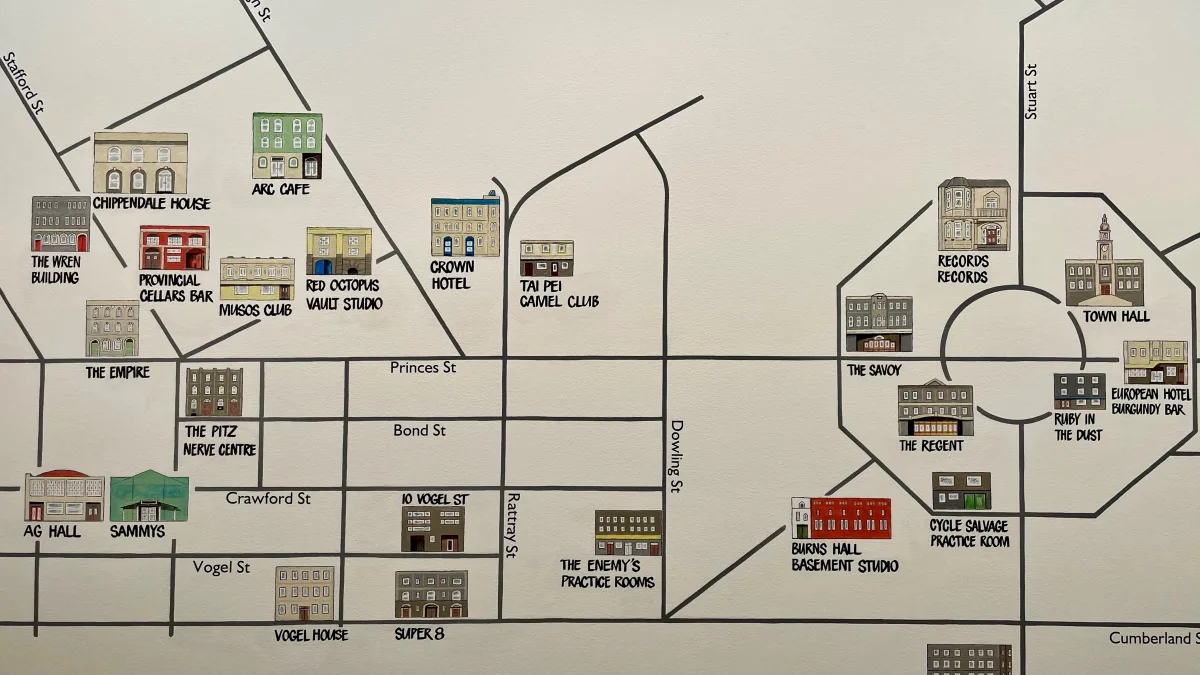 Stafford St
Stuart St
ARC CAFE
CHIPPENDALE HOUSE
THE WREN
BUILDING
PROVINCIAL
CELLARS BAR
MUSOS CLUB
RED OCTOPUS
VAULT STUDIO
CROWN
HOTEL
TAI PEI
CAMEL CLUB
RECORDS
RECORDS
TOWN HALL
THE EMPIRE
Princes St
THE SAVOY
EUROPEAN HOTEL
BURGUNDY BAR
RUBY IN
THE DUST
THE REGENT
THE PITZ
NERVE CENTRE
Bond St
Dowling St
Crawford St
10 VOGEL ST
Rattray St
AG HALL
SAMMYS
CYCLE SALVAGE
PRACTICE ROOM
BURNS HALL
BASEMENT STUDIO
THE ENEMY'S
PRACTICE ROOMS
Vogel St
VOGEL HOUSE
SUPER 8
Cumberland S